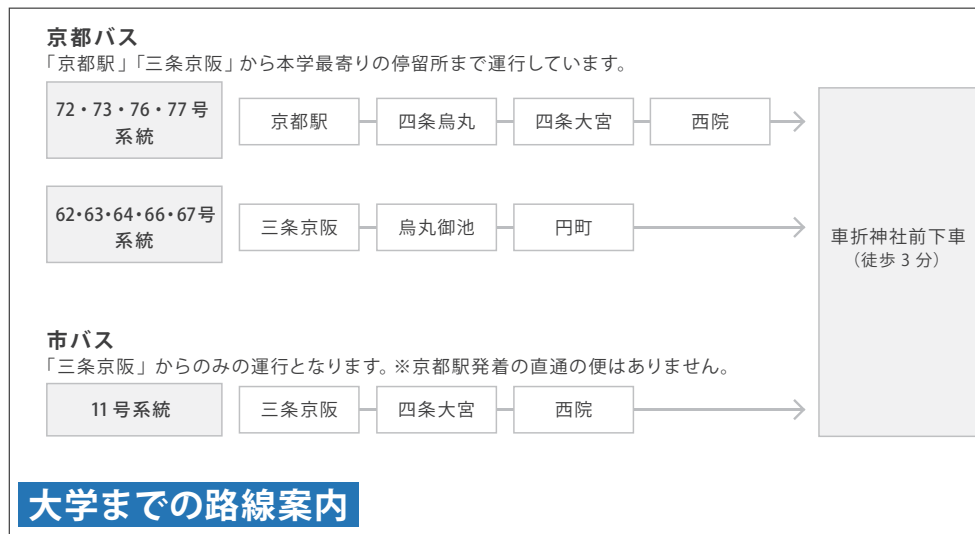 京都バス
「京都駅」「三条京阪」から本学最寄りの停留所まで運行しています。
72・73・76・77号
系統
京都駅
四条烏丸
四条大宮
西院
62・63・64・66・67号
系統
三条京阪
烏丸御池
円町
車折神社前下車
（徒歩3分）
市バス
「三条京阪」からのみの運行となります。※京都駅発着の直通の便はありません。
11号系統
三条京阪
四条大宮
西院
大学までの路線案内